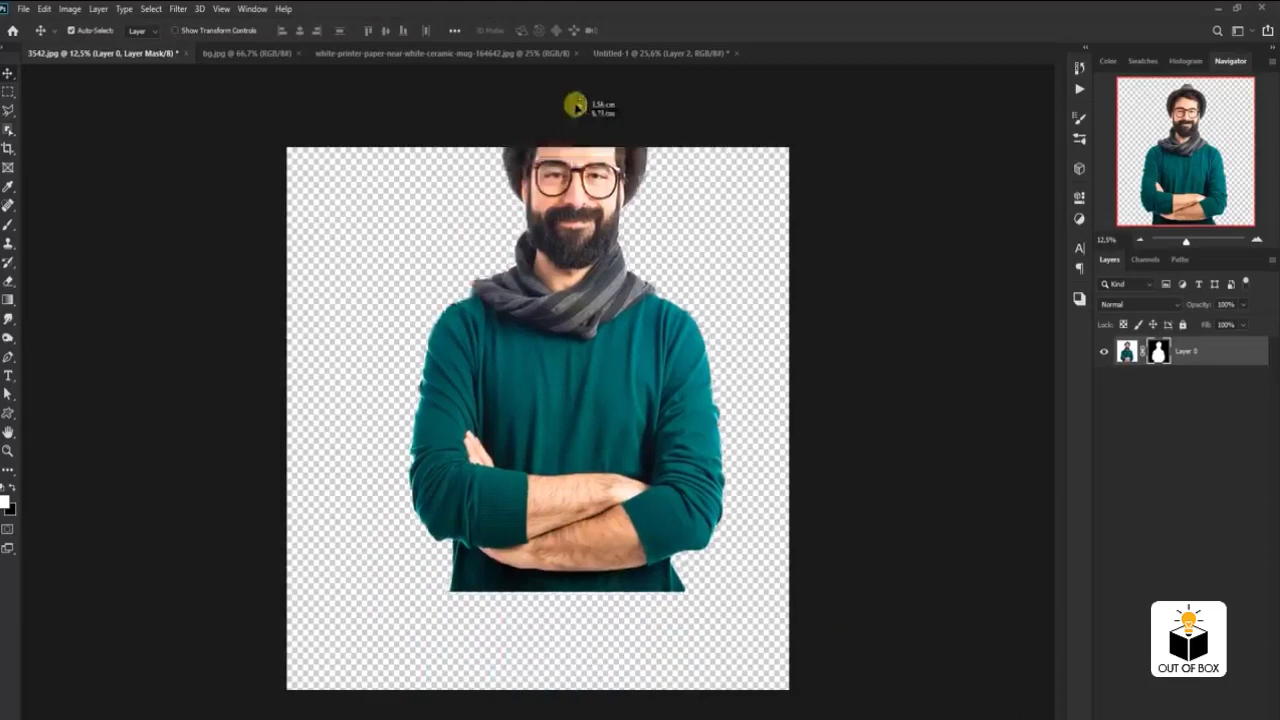 Ps File Edit Image Layer Type Select Filter 3D View Window Help
Auto-Select: Layer Show Transform Controls 3D Mode:
3542.jpg @ 12,5% (Layer 0, Layer Mask/8) * × bg.jpg @ 66,7% (RGB/8#) × white-printer-paper-near-white-ceramic-mug-164642.jpg @ 25% (RGB/8) × Untitled-1 @ 25,6% (Layer 2, RGB/8#) * ×
Color Swatches Histogram Navigator
12,5%
Layers Channels Paths
Kind
Normal Opacity: 100%
Lock: Fill: 100%
Layer 0
OUT OF BOX